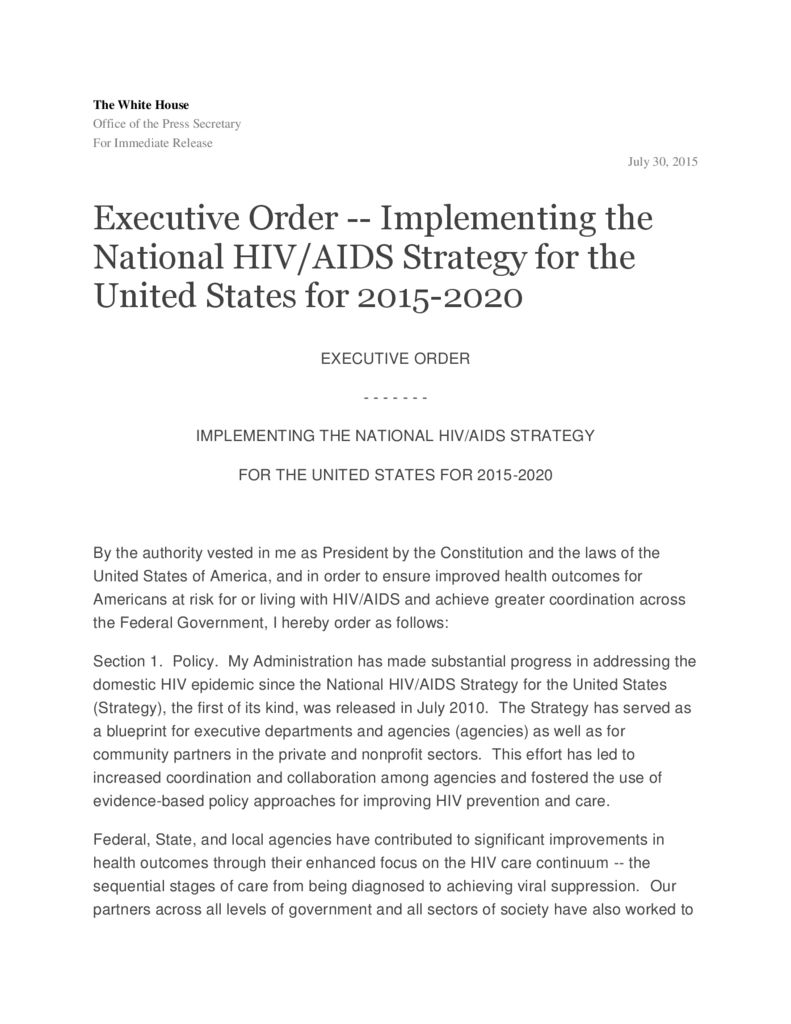 The White House
Office of the Press Secretary
For Immediate Release
July 30, 2015
Executive Order -- Implementing the
National HIV/AIDS Strategy for the
United States for 2015-2020
EXECUTIVE ORDER
- - - - - - -
IMPLEMENTING THE NATIONAL HIV/AIDS STRATEGY
FOR THE UNITED STATES FOR 2015-2020
By the authority vested in me as President by the Constitution and the laws of the
United States of America, and in order to ensure improved health outcomes for
Americans at risk for or living with HIV/AIDS and achieve greater coordination across
the Federal Government, I hereby order as follows:
Section 1.  Policy.  My Administration has made substantial progress in addressing the
domestic HIV epidemic since the National HIV/AIDS Strategy for the United States
(Strategy), the first of its kind, was released in July 2010.  The Strategy has served as
a blueprint for executive departments and agencies (agencies) as well as for
community partners in the private and nonprofit sectors.  This effort has led to
increased coordination and collaboration among agencies and fostered the use of
evidence-based policy approaches for improving HIV prevention and care.
Federal, State, and local agencies have contributed to significant improvements in
health outcomes through their enhanced focus on the HIV care continuum -- the
sequential stages of care from being diagnosed to achieving viral suppression.  Our
partners across all levels of government and all sectors of society have also worked to